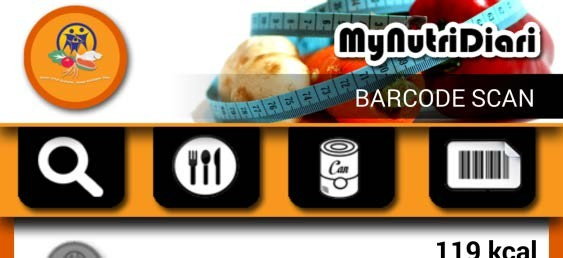 MyNutriDiari
BARCODE SCAN
Can
119 kcal